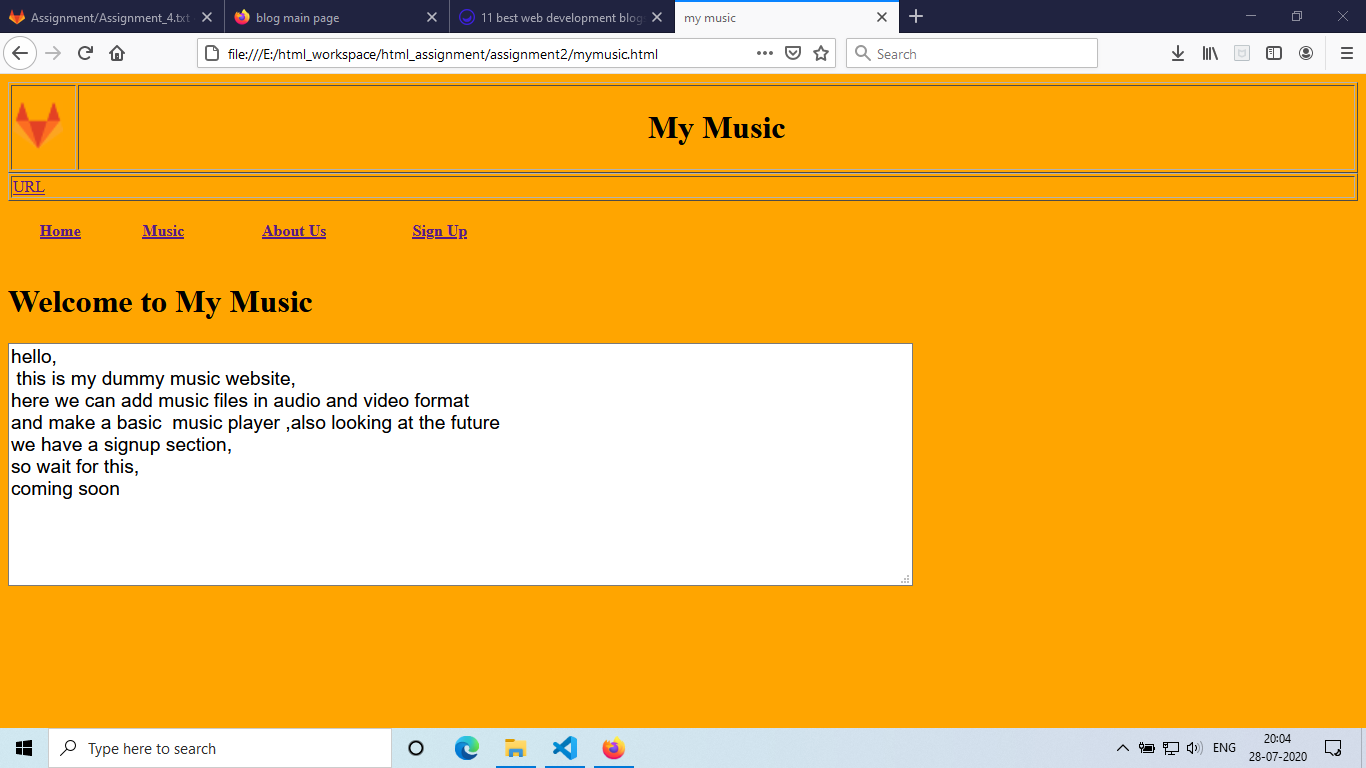 Assignment/Assignment_4.txt
blog main page
11 best web development blog
my music
file:///E:/html_workspace/html_assignment/assignment2/mymusic.html
Search
My Music
URL
Home Music About Us Sign Up
Welcome to My Music
hello,
this is my dummy music website,
here we can add music files in audio and video format
and make a basic  music player ,also looking at the future
we have a signup section,
so wait for this,
coming soon
Type here to search
ENG
20:04
28-07-2020